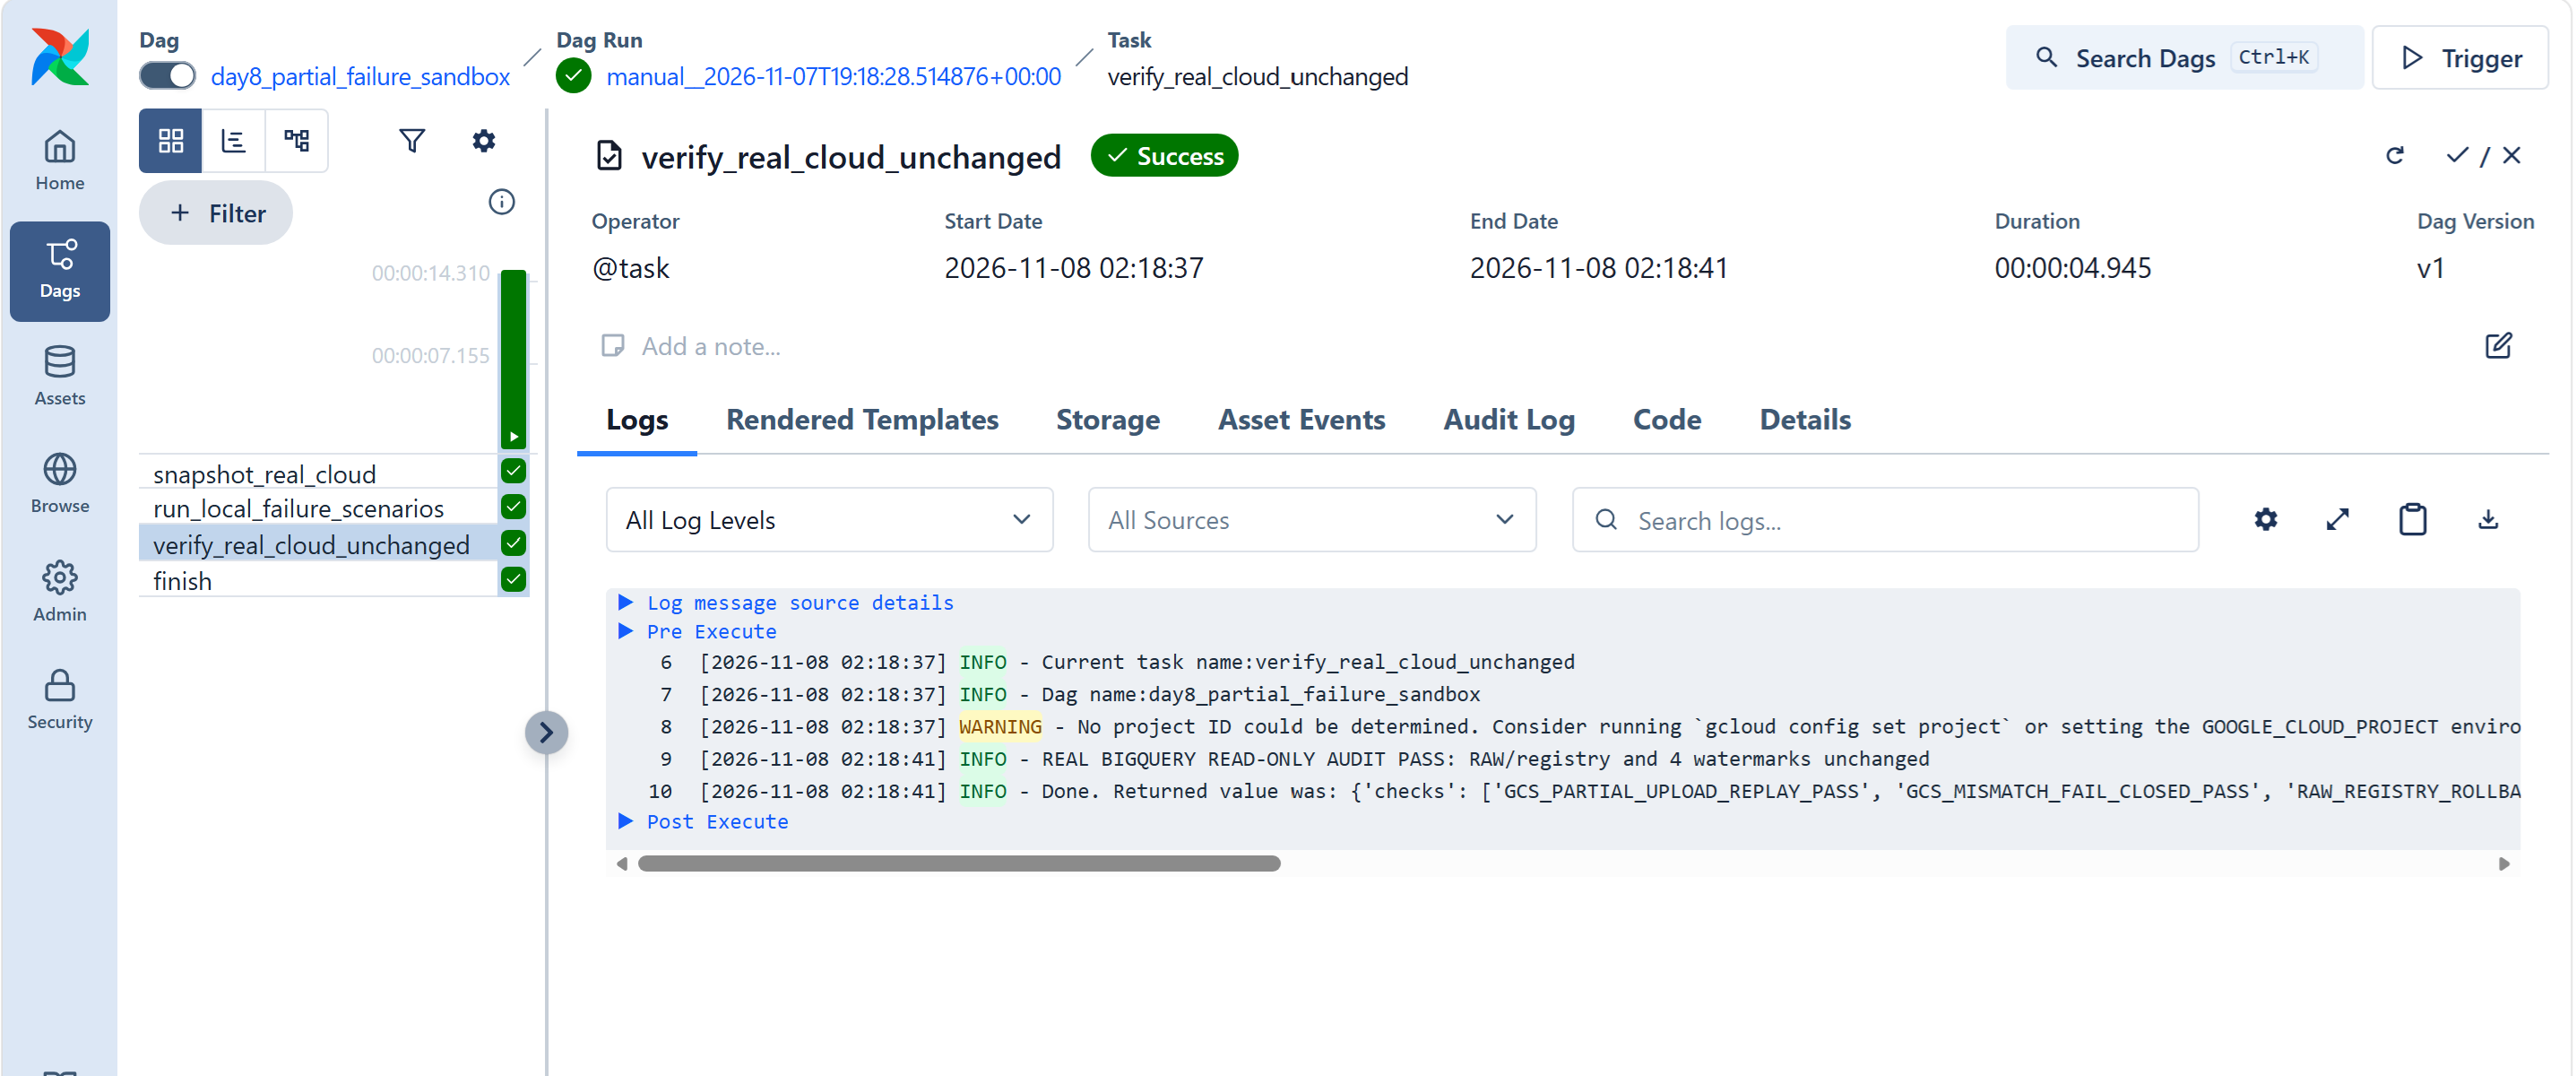 Dag
day8_partial_failure_sandbox
Dag Run
manual__2026-11-07T19:18:28.514876+00:00
Task
verify_real_cloud_unchanged
Search Dags Ctrl+K
Trigger
Home
Dags
Assets
Browse
Admin
Security
Filter
00:00:14.310
00:00:07.155
snapshot_real_cloud
run_local_failure_scenarios
verify_real_cloud_unchanged
finish
verify_real_cloud_unchanged Success
/
Operator Start Date End Date Duration Dag Version
@task 2026-11-08 02:18:37 2026-11-08 02:18:41 00:00:04.945 v1
Add a note...
Logs Rendered Templates Storage Asset Events Audit Log Code Details
All Log Levels All Sources Search logs...
Log message source details
Pre Execute
6 [2026-11-08 02:18:37] INFO - Current task name:verify_real_cloud_unchanged
7 [2026-11-08 02:18:37] INFO - Dag name:day8_partial_failure_sandbox
8 [2026-11-08 02:18:37] WARNING - No project ID could be determined. Consider running `gcloud config set project` or setting the GOOGLE_CLOUD_PROJECT enviro
9 [2026-11-08 02:18:41] INFO - REAL BIGQUERY READ-ONLY AUDIT PASS: RAW/registry and 4 watermarks unchanged
10 [2026-11-08 02:18:41] INFO - Done. Returned value was: {'checks': ['GCS_PARTIAL_UPLOAD_REPLAY_PASS', 'GCS_MISMATCH_FAIL_CLOSED_PASS', 'RAW_REGISTRY_ROLLBA
Post Execute